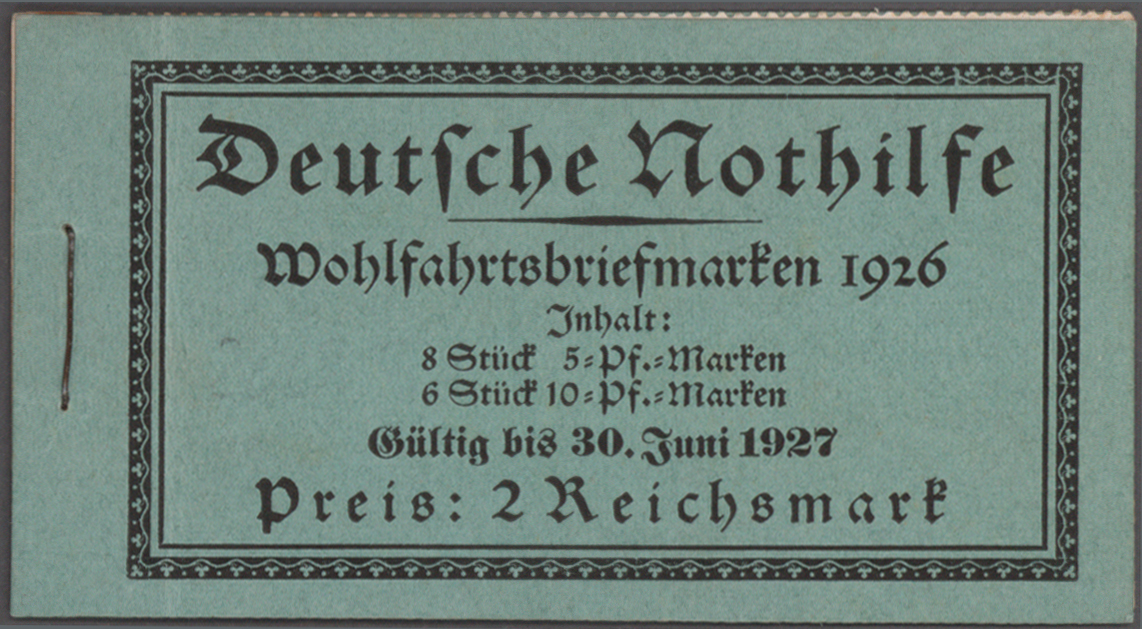 Deutsche Nothilfe
Wohlfahrtsbriefmarken 1926
Inhalt:
8 Stück 5=Pf.=Marken
6 Stück 10=Pf.=Marken
Gültig bis 30. Juni 1927
Preis: 2 Reichsmark